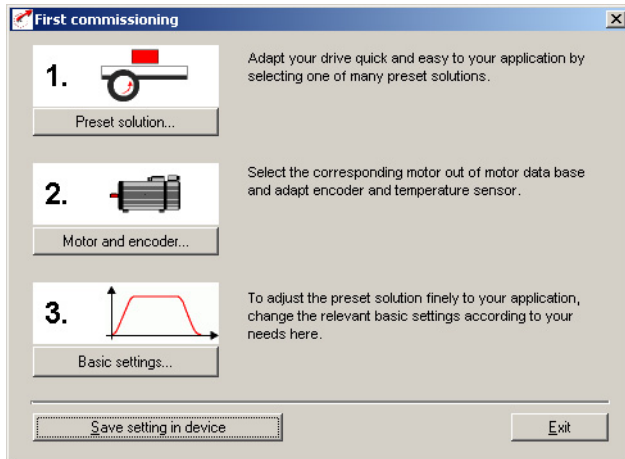 First commissioning
1.
Preset solution...
Adapt your drive quick and easy to your application by
selecting one of many preset solutions.
2.
Motor and encoder...
Select the corresponding motor out of motor data base
and adapt encoder and temperature sensor.
3.
Basic settings...
To adjust the preset solution finely to your application,
change the relevant basic settings according to your
needs here.
Save setting in device
Exit